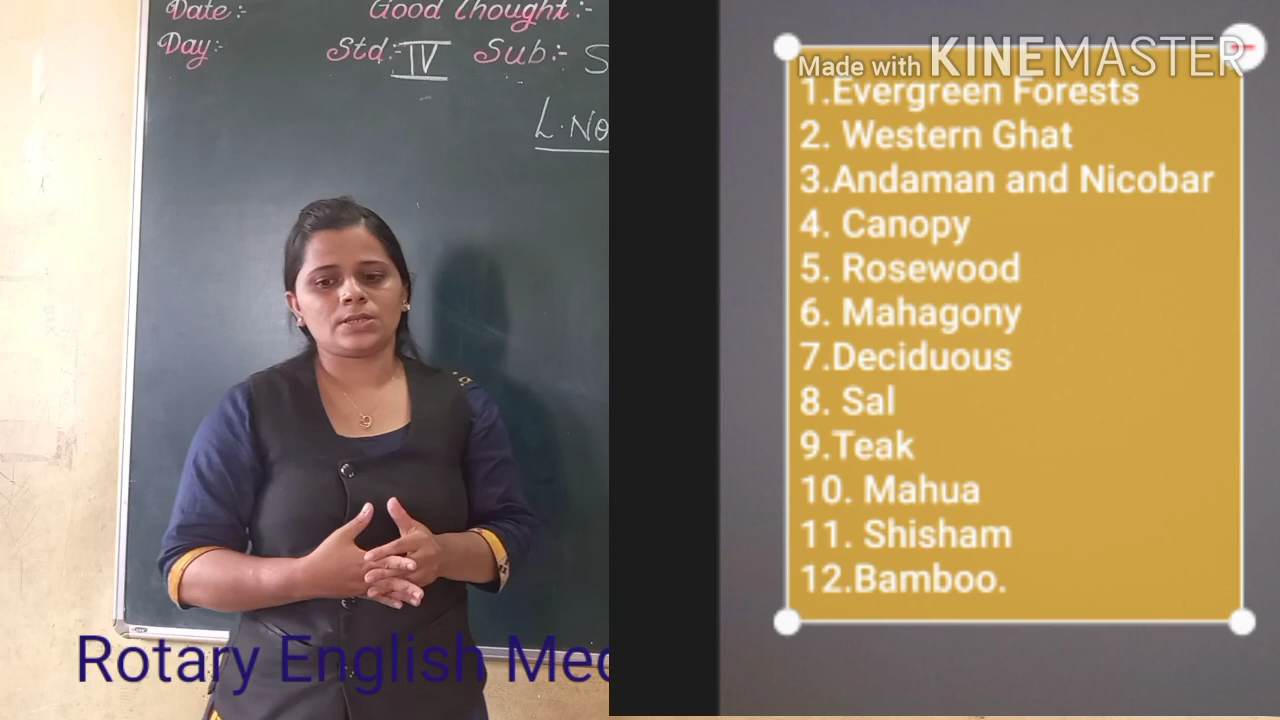 Date:- Good Thought:-
Day:- Std:- IV Sub:- S
L.No
Rotary English Med
Made with KINEMASTER
1.Evergreen Forests
2. Western Ghat
3.Andaman and Nicobar
4. Canopy
5. Rosewood
6. Mahagony
7.Deciduous
8. Sal
9.Teak
10. Mahua
11. Shisham
12.Bamboo.